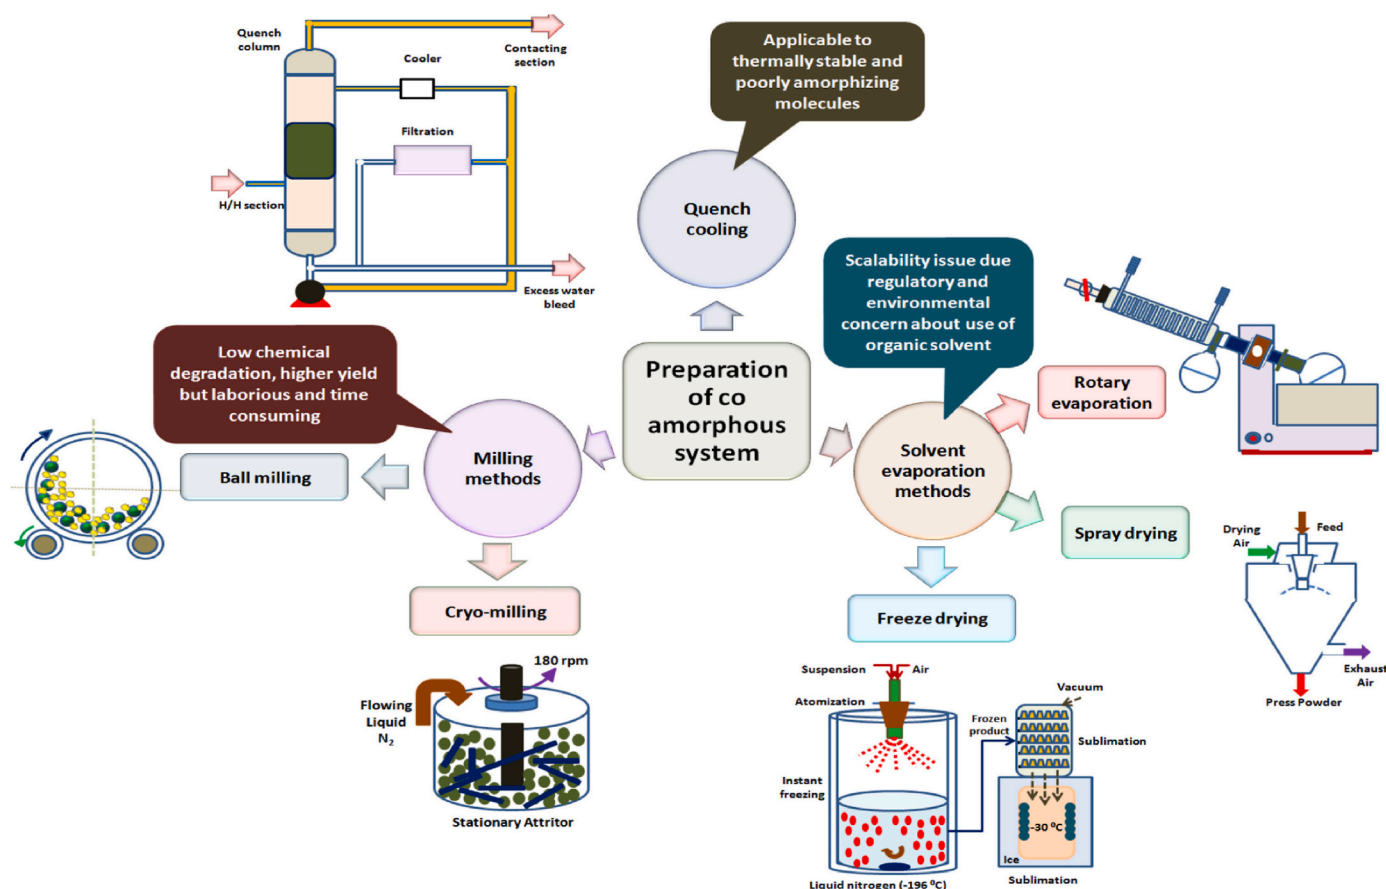 Quench
column
Contacting
section
Cooler
Filtration
H/H section
Excess water
bleed
Applicable to
thermally stable and
poorly amorphizing
molecules
Quench
cooling
Scalability issue due
regulatory and
environmental
concern about use of
organic solvent
Low chemical
degradation, higher yield
but laborious and time
consuming
Preparation
of co
amorphous
system
Rotary
evaporation
Milling
methods
Solvent
evaporation
methods
Ball milling
Spray drying
Drying
Air
Feed
Exhaust
Air
Press Powder
Cryo-milling
Freeze drying
180 rpm
Flowing
Liquid
N₂
Stationary Attritor
Suspension
Air
Atomization
Instant
freezing
Frozen
product
Vacuum
Sublimation
-30 ⁰C
Ice
Sublimation
Liquid nitrogen (-196 ⁰C)